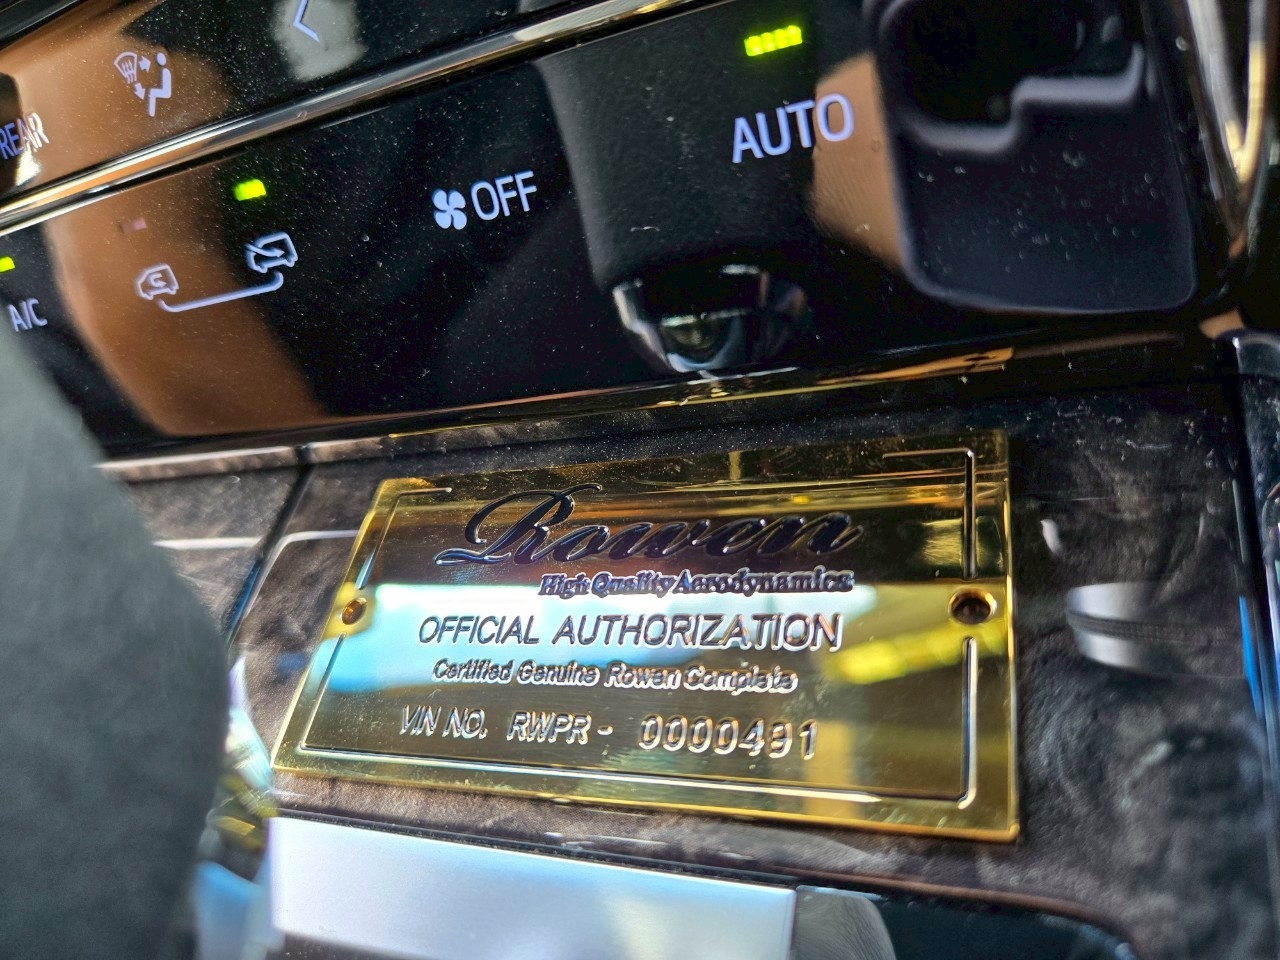 REAR
AUTO
OFF
A/C
Rowen
High Quality Aerodynamics
OFFICIAL AUTHORIZATION
Certified Genuine Rowen Complete
VIN NO. RWPR - 0000491